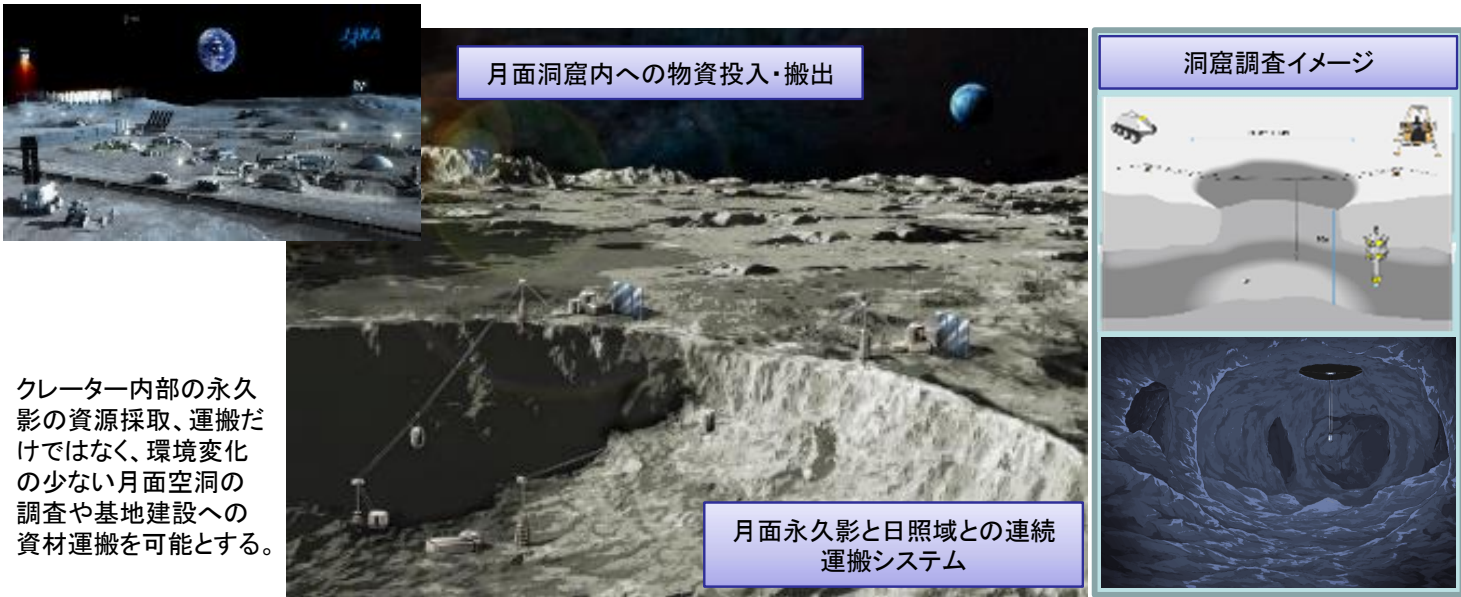 JAXA
月面洞窟内への物資投入・搬出
洞窟調査イメージ
クレーター内部の永久
影の資源採取、運搬だ
けではなく、環境変化
の少ない月面空洞の
調査や基地建設への
資材運搬を可能とする。
月面永久影と日照域との連続
運搬システム